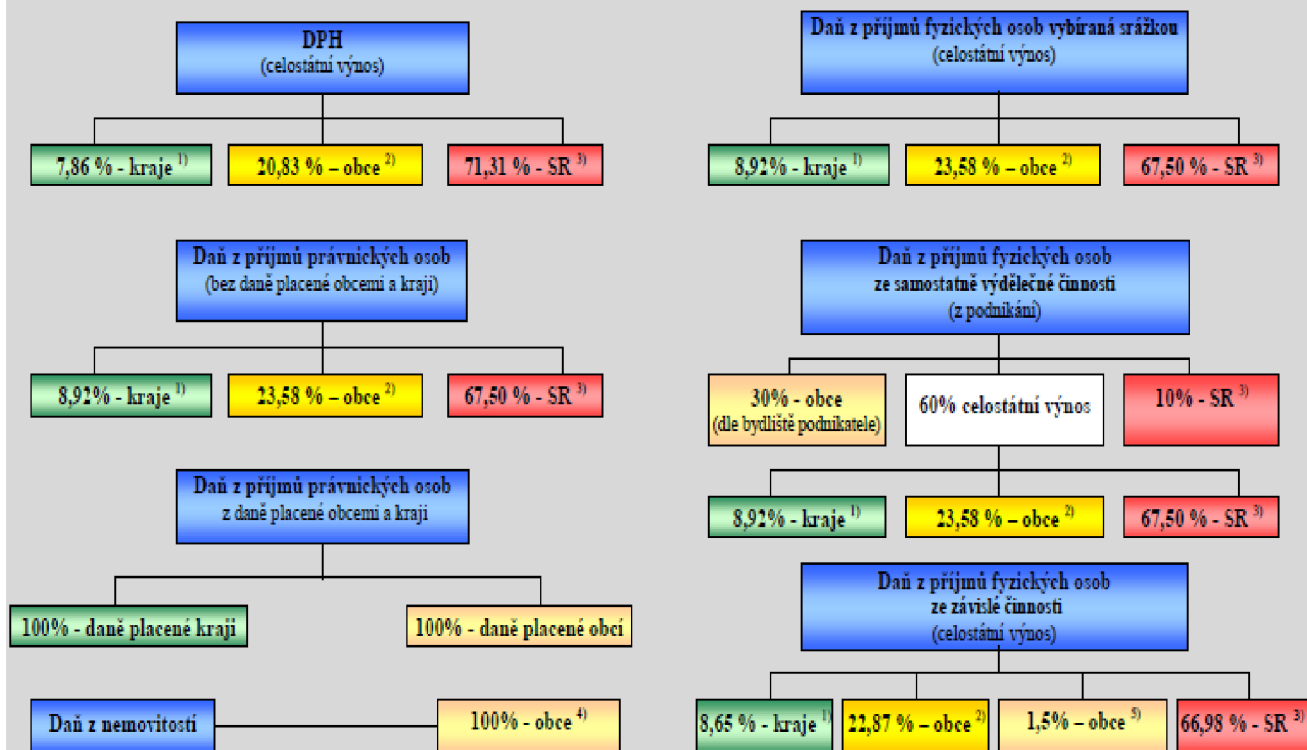 DPH
(celostátní výnos)
7,86 % - kraje 1)
20,83 % – obce 2)
71,31 % - SR 3)
Daň z příjmů fyzických osob vybíraná srážkou
(celostátní výnos)
8,92% - kraje 1)
23,58 % – obce 2)
67,50 % - SR 3)
Daň z příjmů právnických osob
(bez daně placené obcemi a kraji)
8,92% - kraje 1)
23,58 % – obce 2)
67,50 % - SR 3)
Daň z příjmů fyzických osob
ze samostatně výdělečné činnosti
(z podnikání)
30% - obce
(dle bydliště podnikatele)
60% celostátní výnos
10% - SR 3)
8,92% - kraje 1)
23,58 % – obce 2)
67,50 % - SR 3)
Daň z příjmů právnických osob
z daně placené obcemi a kraji
100% - daně placené kraji
100% - daně placené obcí
Daň z příjmů fyzických osob
ze závislé činnosti
(celostátní výnos)
8,65 % - kraje 1)
22,87 % – obce 2)
1,5% – obce 5)
66,98 % - SR 3)
Daň z nemovitostí
100% - obce 4)